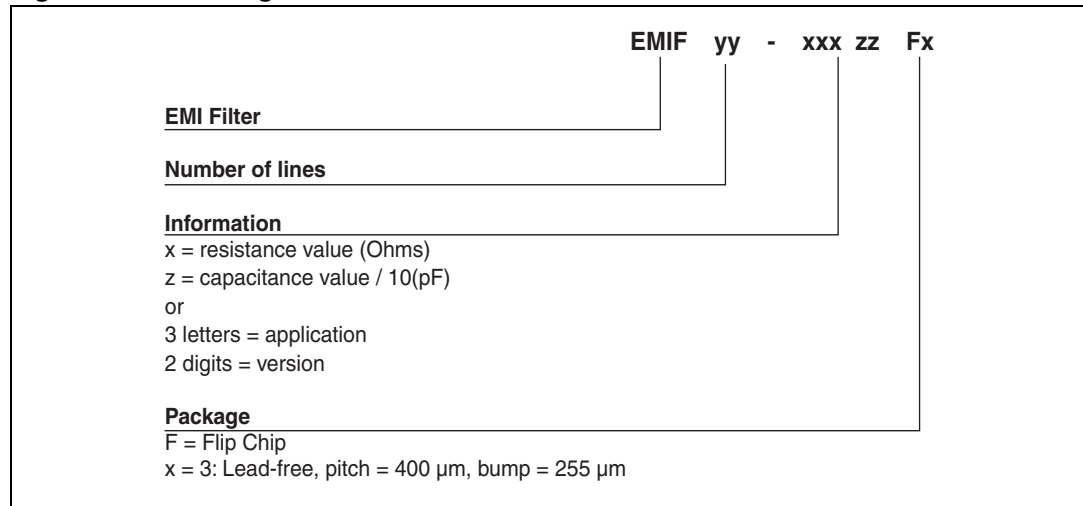 EMIF yy - xxx zz Fx
EMI Filter
Number of lines
Information
x = resistance value (Ohms)
z = capacitance value / 10(pF)
or
3 letters = application
2 digits = version
Package
F = Flip Chip
x = 3: Lead-free, pitch = 400 µm, bump = 255 µm